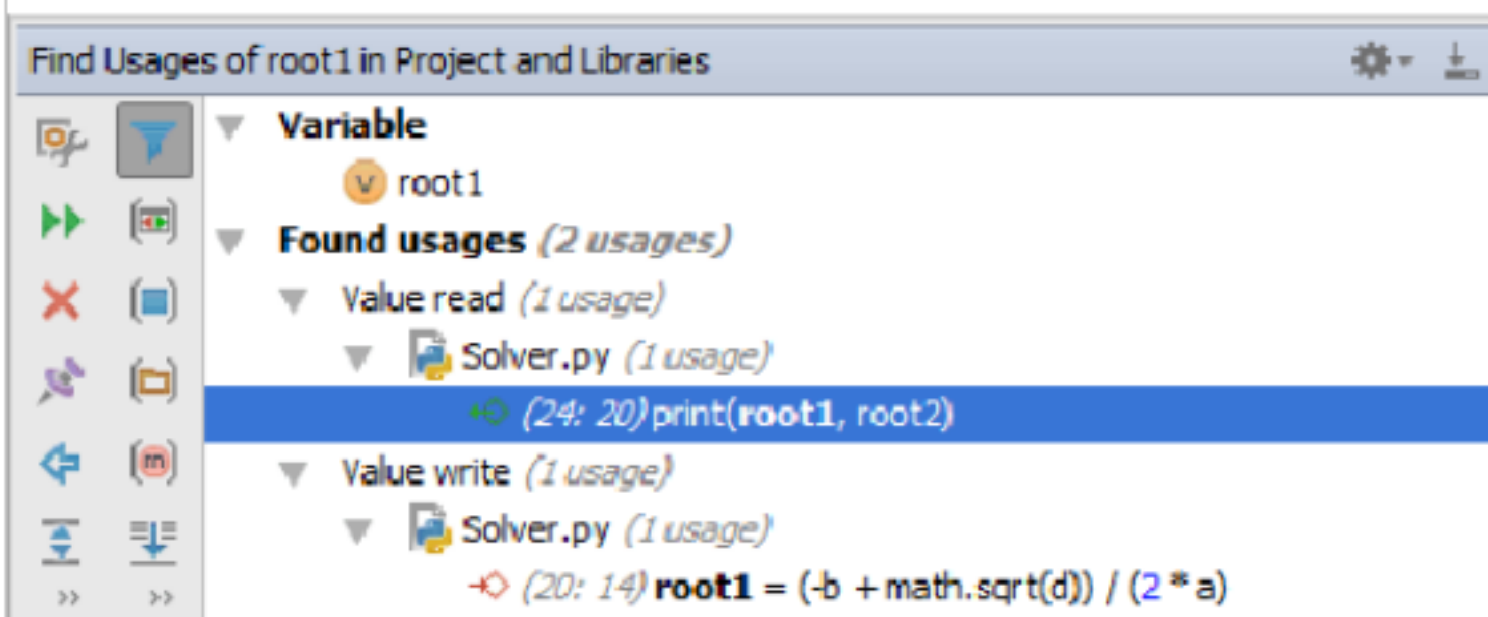 Find Usages of root1 in Project and Libraries
Variable
v root1
Found usages (2 usages)
Value read (1 usage)
Solver.py (1 usage)
(24: 20) print(root1, root2)
m
Value write (1 usage)
Solver.py (1 usage)
(20: 14) root1 = (-b + math.sqrt(d)) / (2 * a)